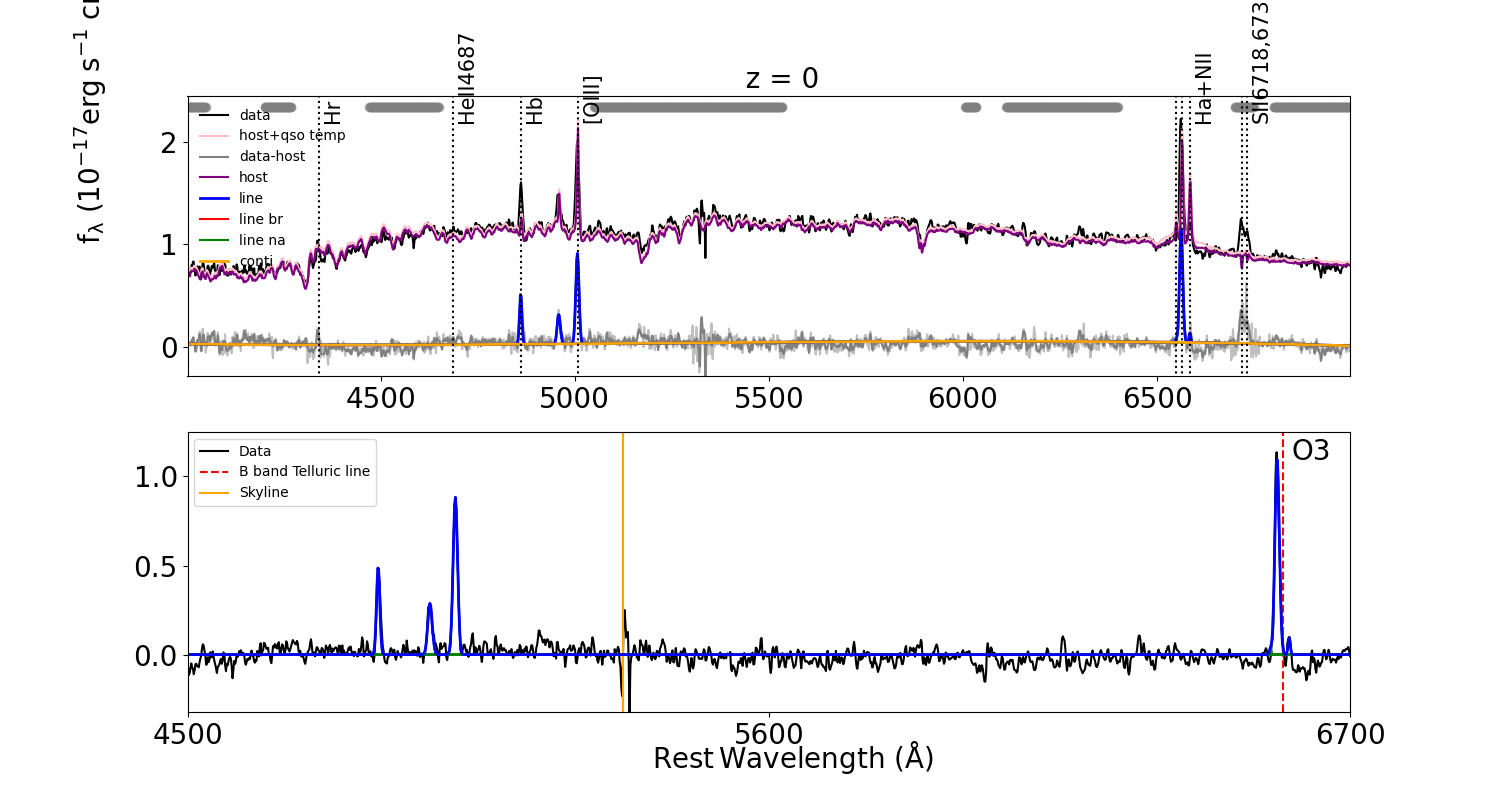 z = 0
f_λ (10^−17 erg s^−1
Hr
HeII4687
Hb
[OIII]
Ha+NII
SII6718,673
data
host+qso temp
data-host
host
line
line br
line na
conti
2
1
0
4500
5000
5500
6000
6500
Data
B band Telluric line
Skyline
O3
1.0
0.5
0.0
4500
5600
6700
Rest Wavelength (Å)